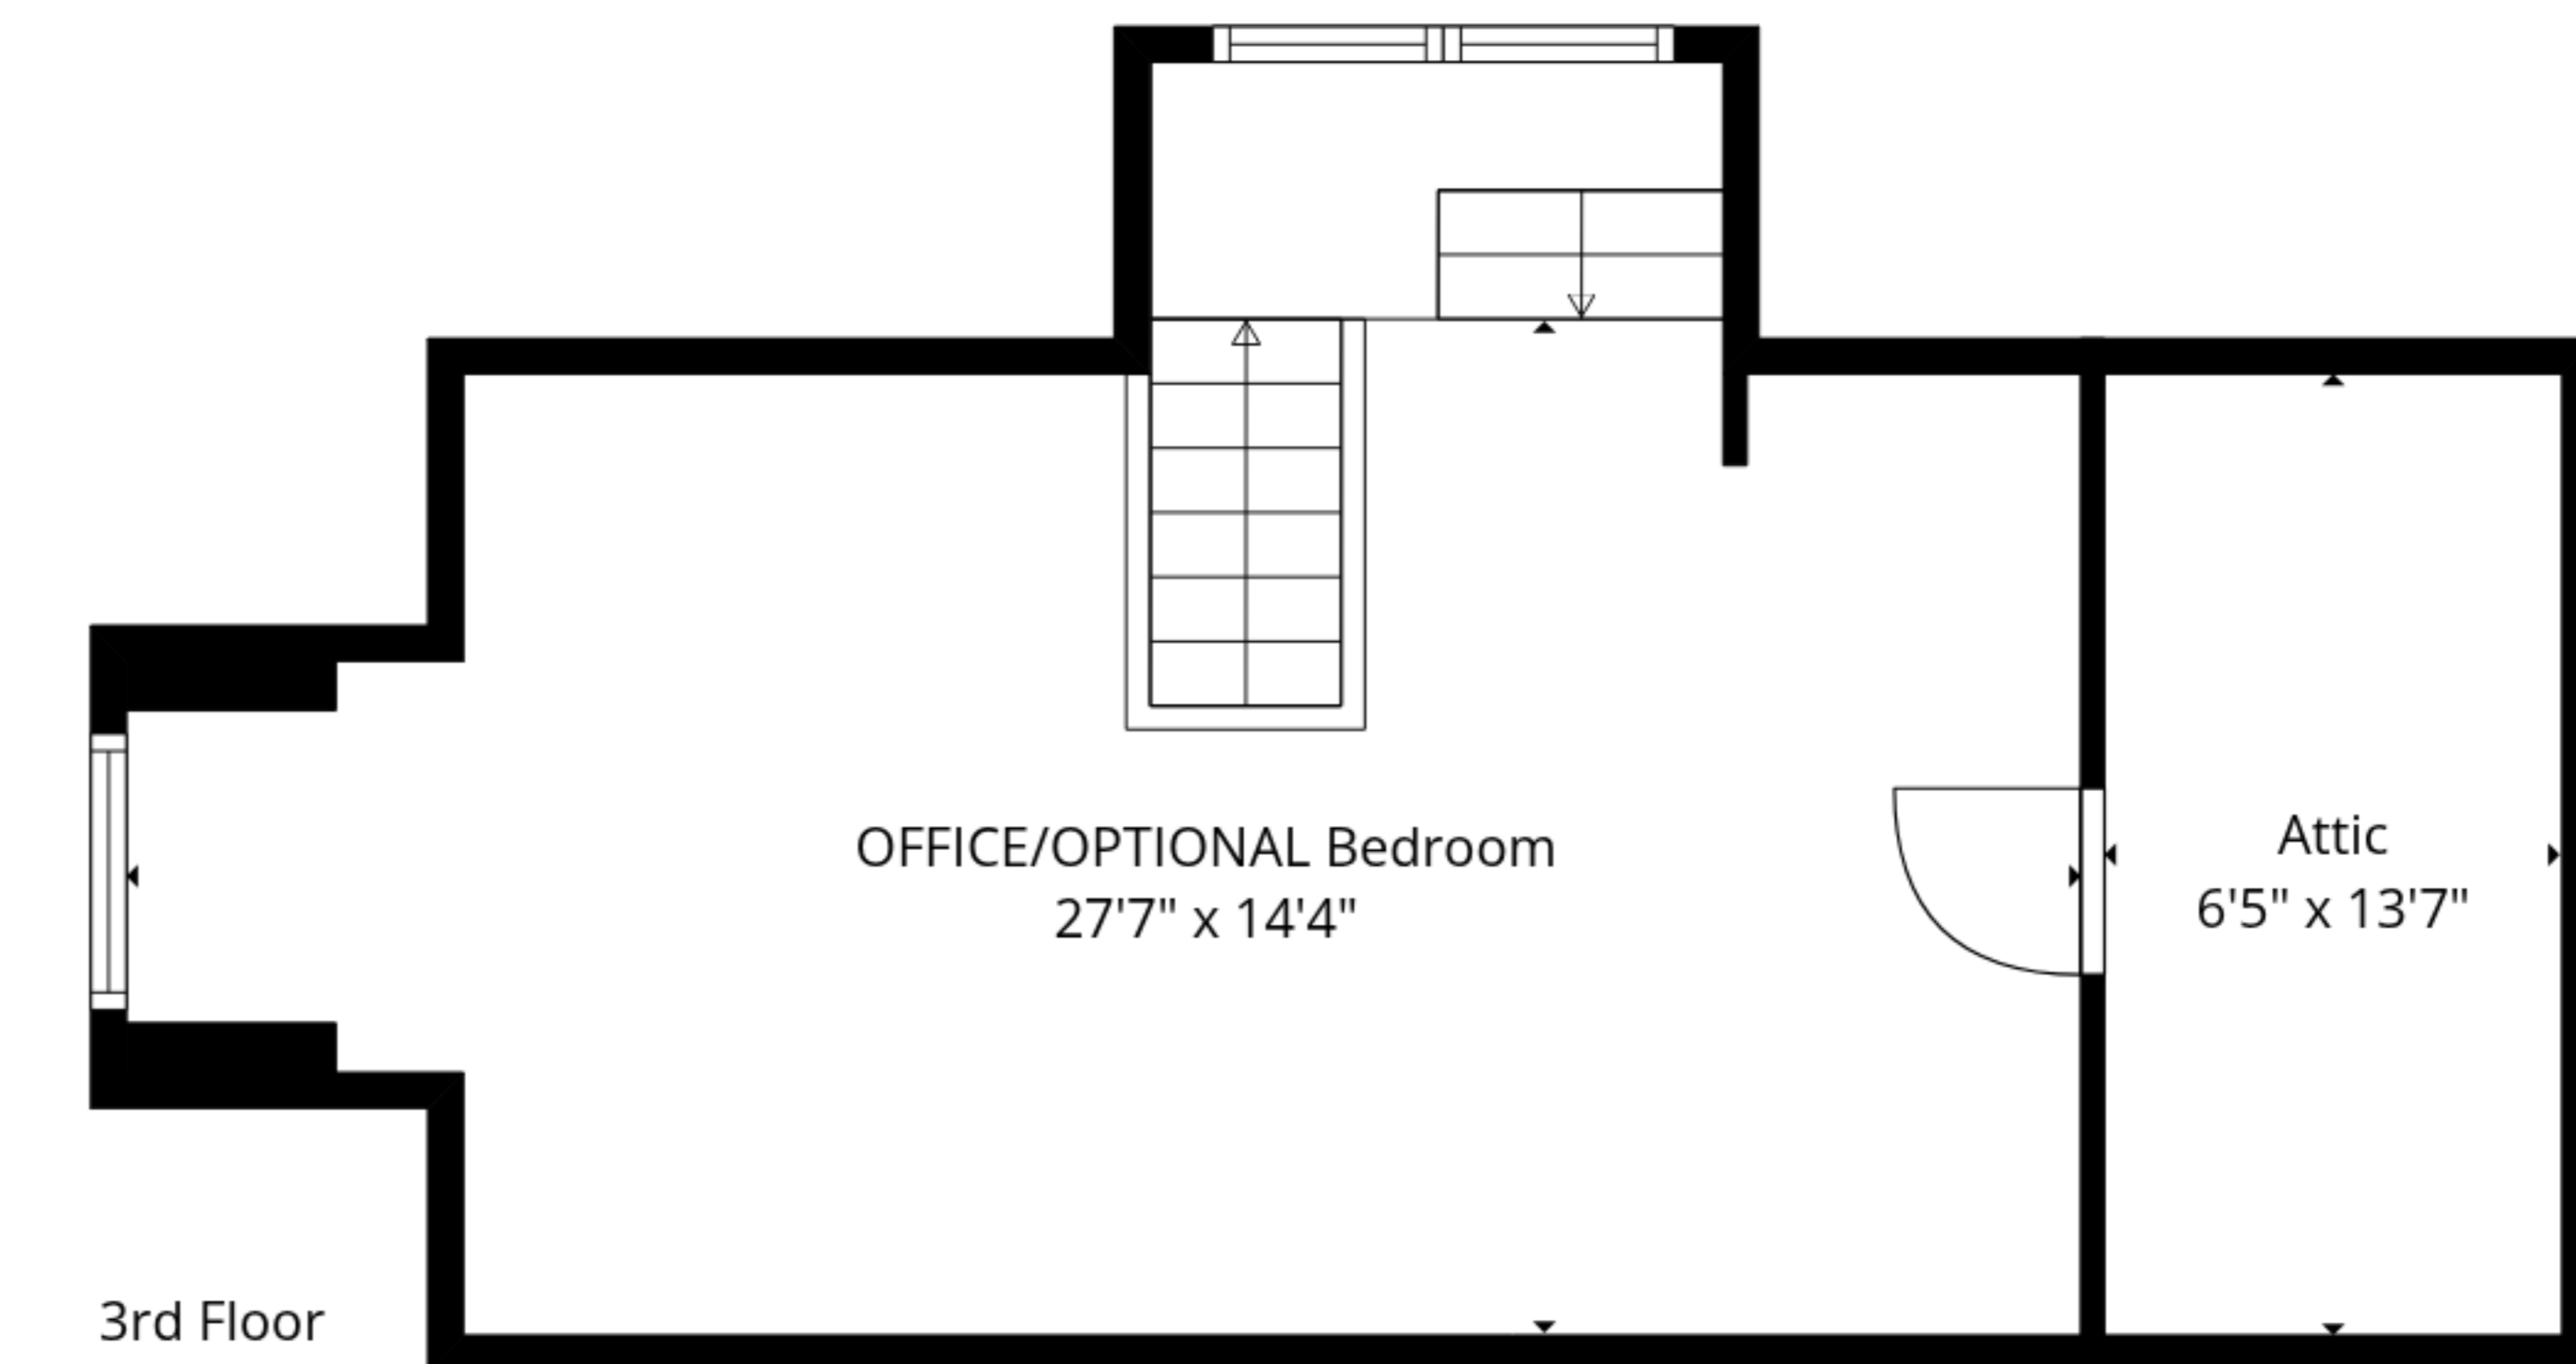 OFFICE/OPTIONAL Bedroom
27'7" x 14'4"
Attic
6'5" x 13'7"
3rd Floor